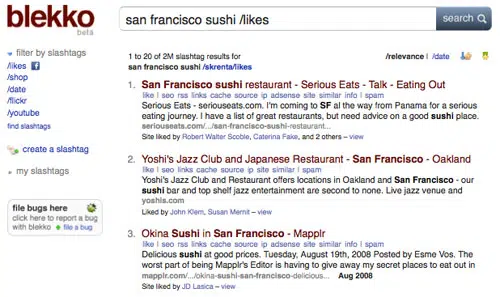 blekko
beta
san francisco sushi /likes
search
filter by slashtags
/likes
/shop
/date
/flickr
/youtube
find slashtags
create a slashtag
my slashtags
file bugs here
click here to report a bug
with blekko file a bug
1 to 20 of 2M slashtag results for
san francisco sushi /skrenta/likes
/relevance | /date
1. San Francisco sushi restaurant - Serious Eats - Talk - Eating Out
like | seo rss links cache source ip adsense site similar info | spam
Serious Eats - seriouseats.com. I'm coming to SF al the way from Panama for a serious
eating journey. I have a list of great restaurants, but need advice on a good sushi place.
seriouseats.com/.../san-francisco-sushi-restaurant...
Site liked by Robert Walter Scoble, Caterina Fake, and 2 others – view
2. Yoshi's Jazz Club and Japanese Restaurant - San Francisco - Oakland
like | seo links cache source ip site similar info | spam
Yoshi's Jazz Club and Restaurant offers locations in Oakland and San Francisco - our
sushi bar and top shelf jazz entertainment are second to none. Live jazz venue and
yoshis.com
Liked by John Klem, Susan Mernit – view
3. Okina Sushi in San Francisco - Mapplr
like | seo rss links cache source ip adsense site similar info | spam
Delicious sushi at good prices. Tuesday, August 19th, 2008 Posted by Esme Vos. The
worst part of being Mapplr's Editor is having to give away my secret places to eat out in
mapplr.com/.../okina-sushi-san-francisco-delicious... Aug 2008
Site liked by JD Lasica – view